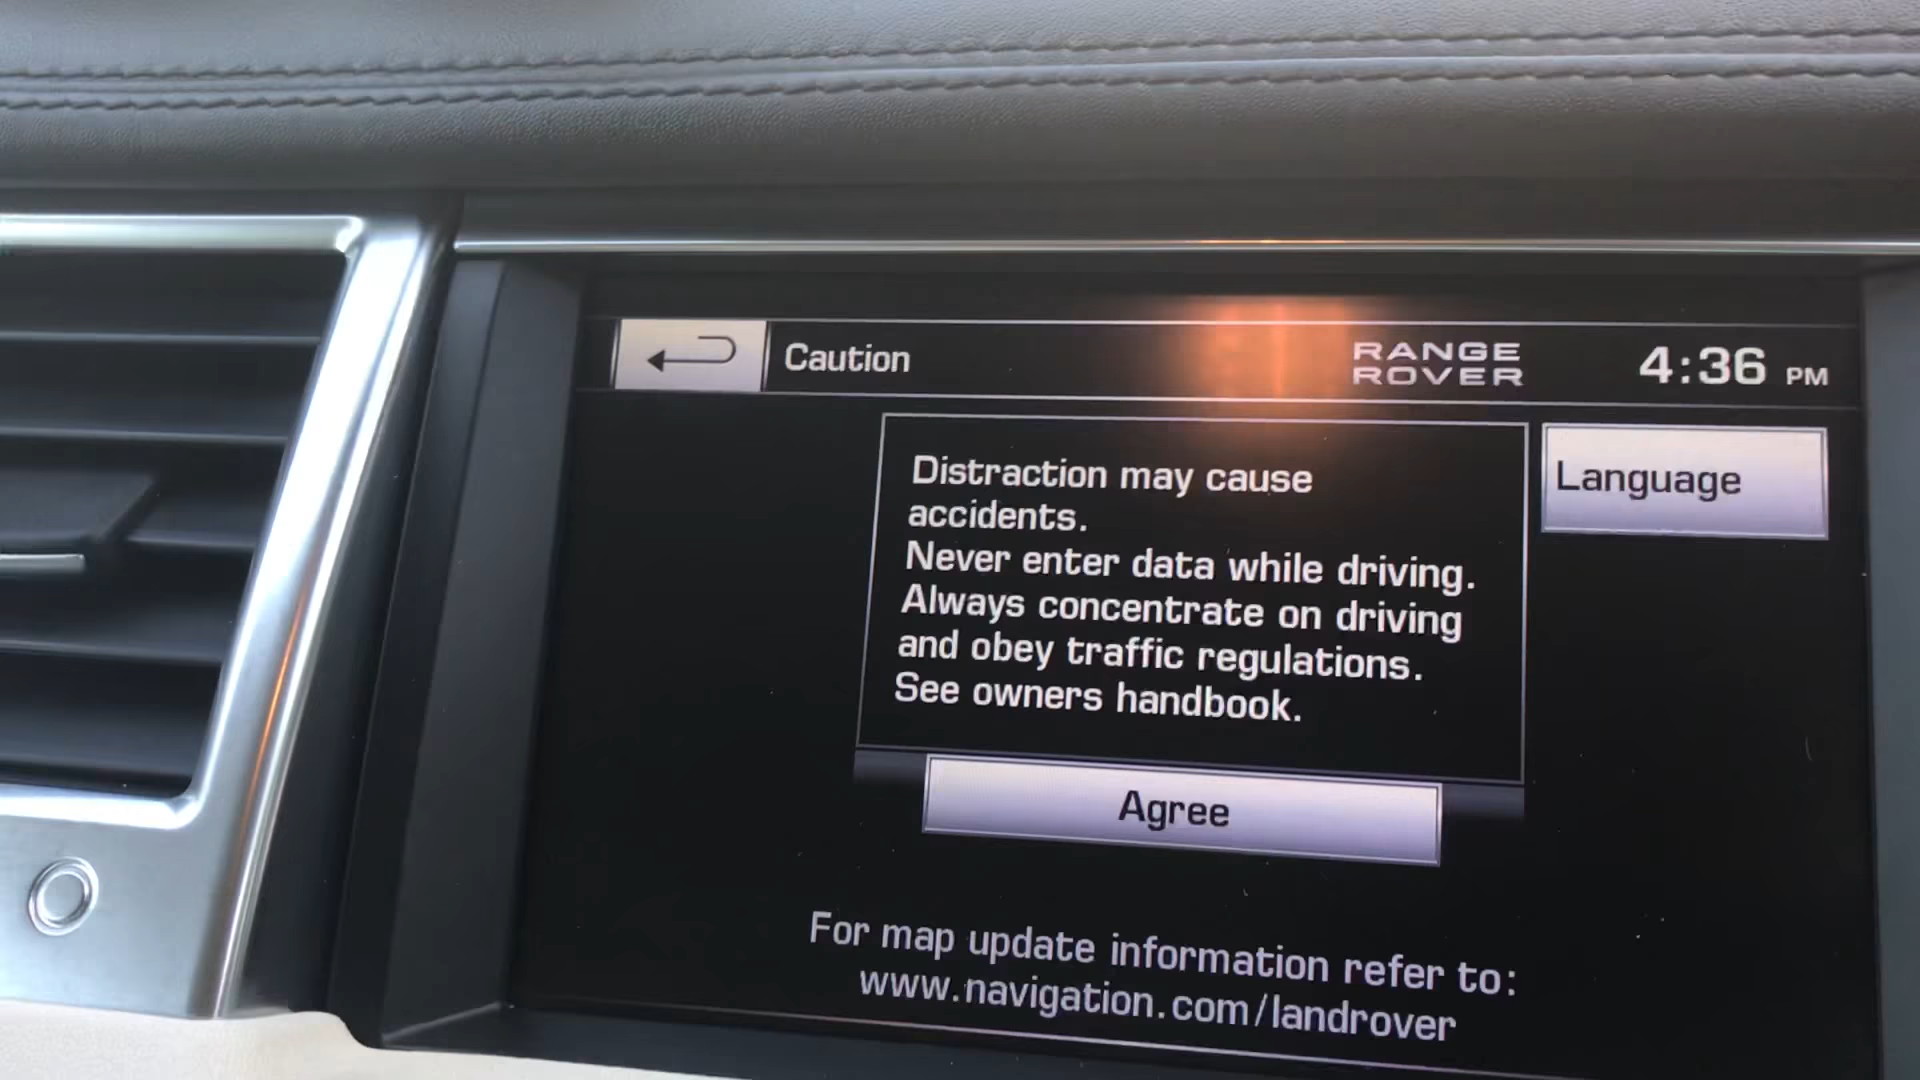 Caution
RANGE
ROVER
4:36 PM
Distraction may cause
accidents.
Never enter data while driving.
Always concentrate on driving
and obey traffic regulations.
See owners handbook.
Language
Agree
For map update information refer to:
www.navigation.com/landrover